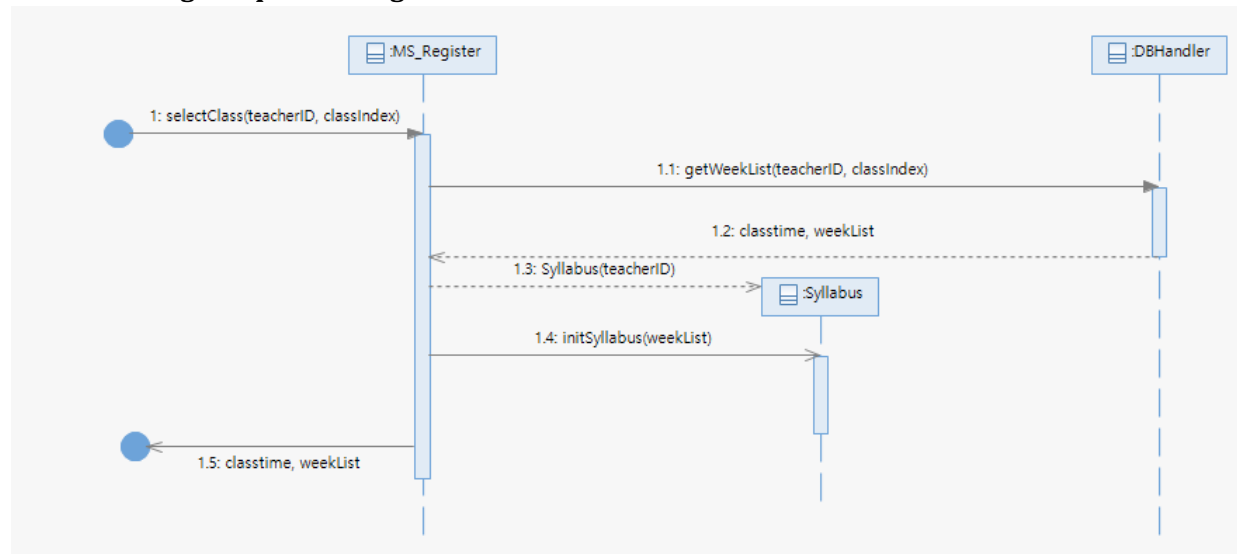 :MS_Register
:DBHandler
1: selectClass(teacherID, classIndex)
1.1: getWeekList(teacherID, classIndex)
1.2: classtime, weekList
1.3: Syllabus(teacherID)
:Syllabus
1.4: initSyllabus(weekList)
1.5: classtime, weekList